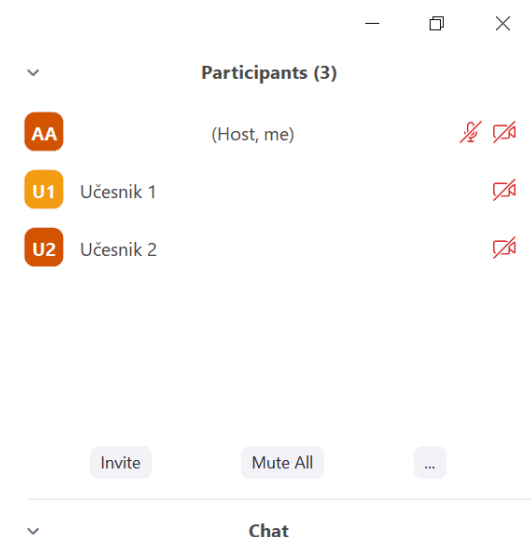 Participants (3)
AA (Host, me)
U1 Učesnik 1
U2 Učesnik 2
Invite Mute All ...
Chat